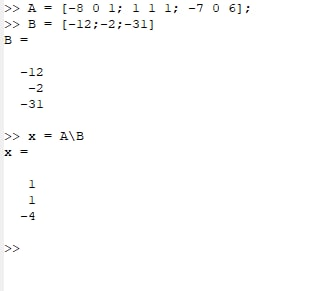 >> A = [-8 0 1; 1 1 1; -7 0 6];
>> B = [-12;-2;-31]
B =
-12
-2
-31
>> x = A\B
x =
1
1
-4
>>